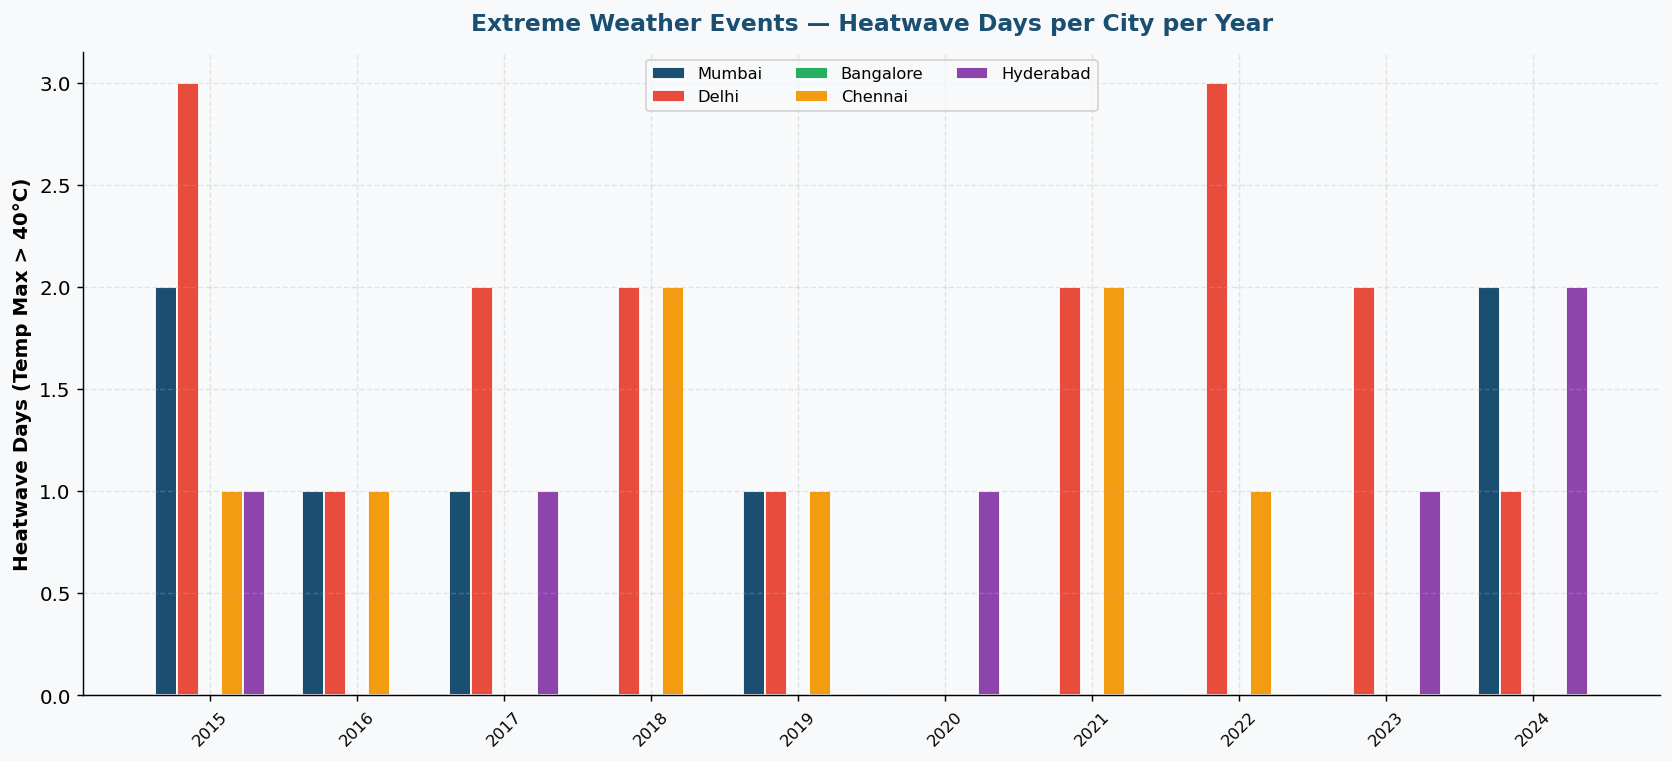 Extreme Weather Events — Heatwave Days per City per Year
Mumbai
Delhi
Bangalore
Chennai
Hyderabad
Heatwave Days (Temp Max > 40°C)
3.0
2.5
2.0
1.5
1.0
0.5
0.0
2015
2016
2017
2018
2019
2020
2021
2022
2023
2024